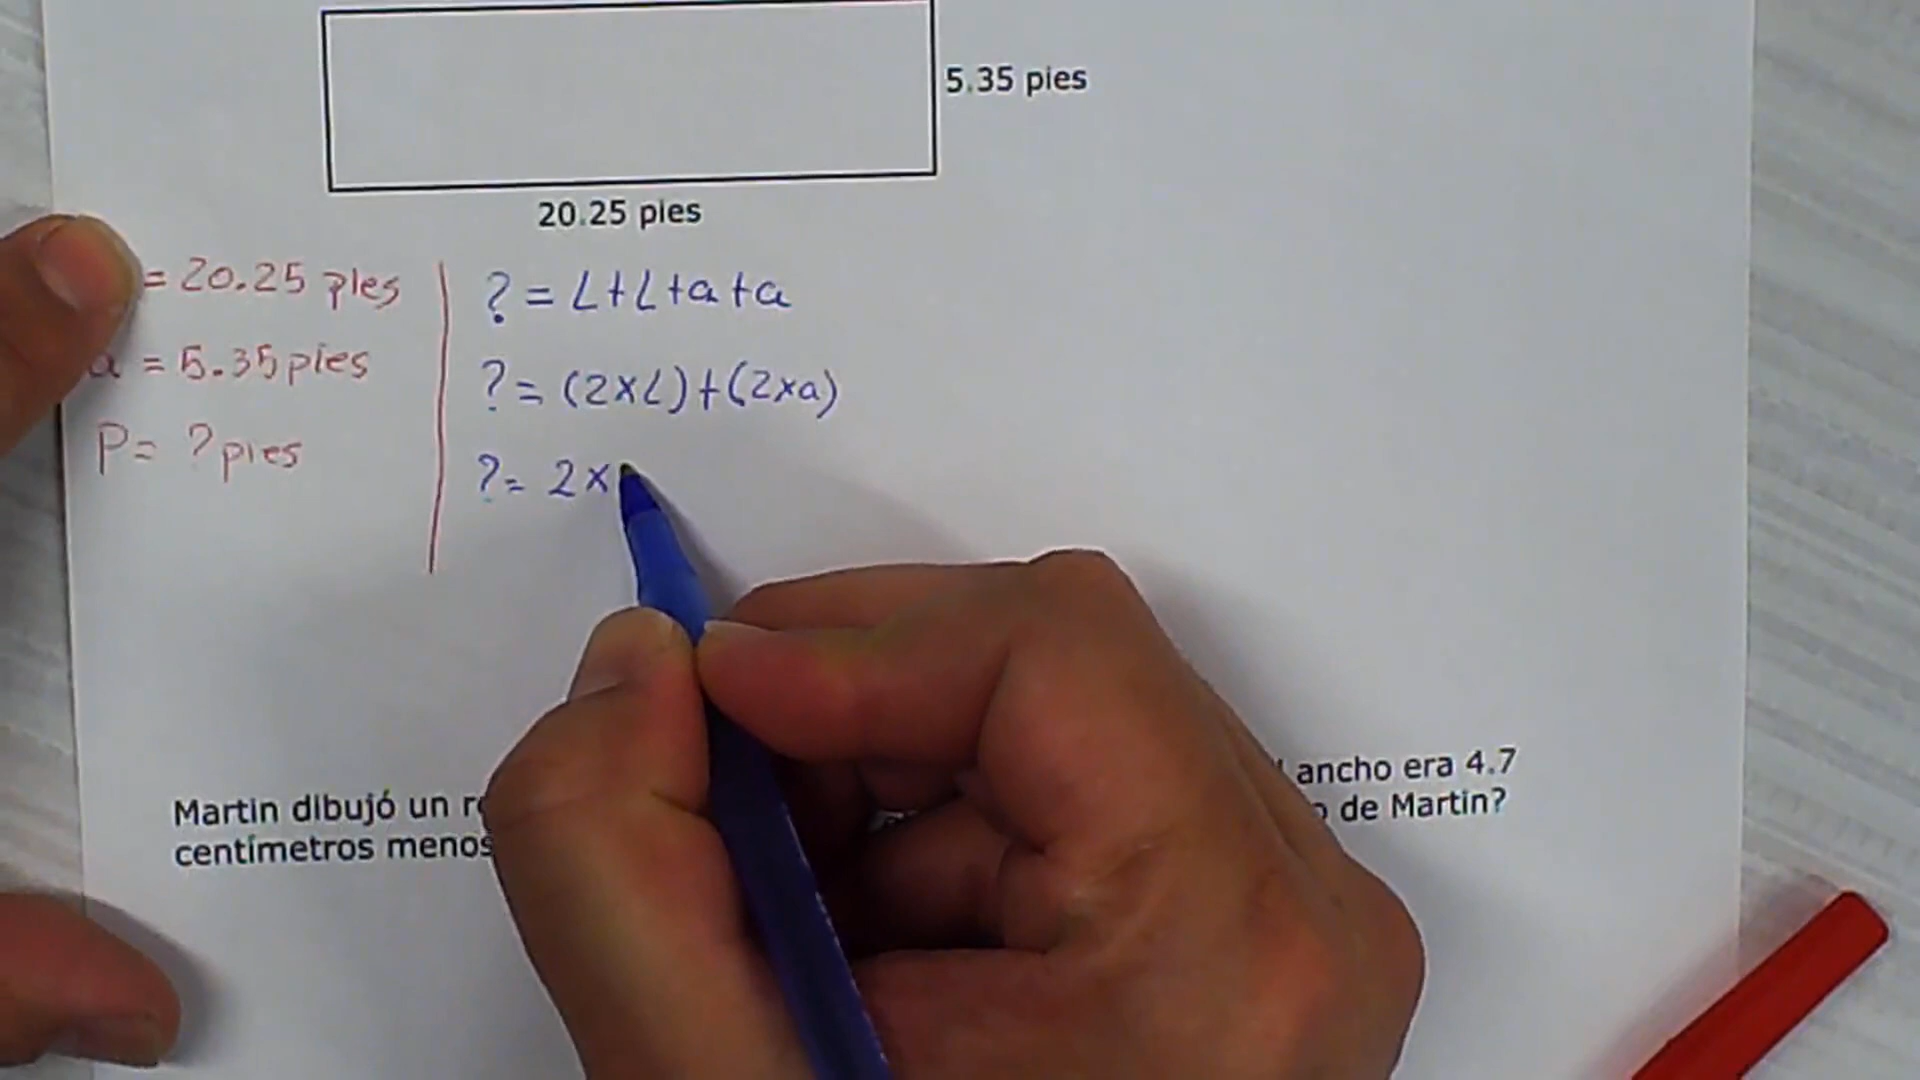 5.35 pies
20.25 pies
= 20.25 pies
a = 5.35 pies
P = ? pies
? = L+L+a+a
? = (2xL)+(2xa)
? = 2x
Martin dibujó un ancho era 4.7
centímetros menos de Martin?